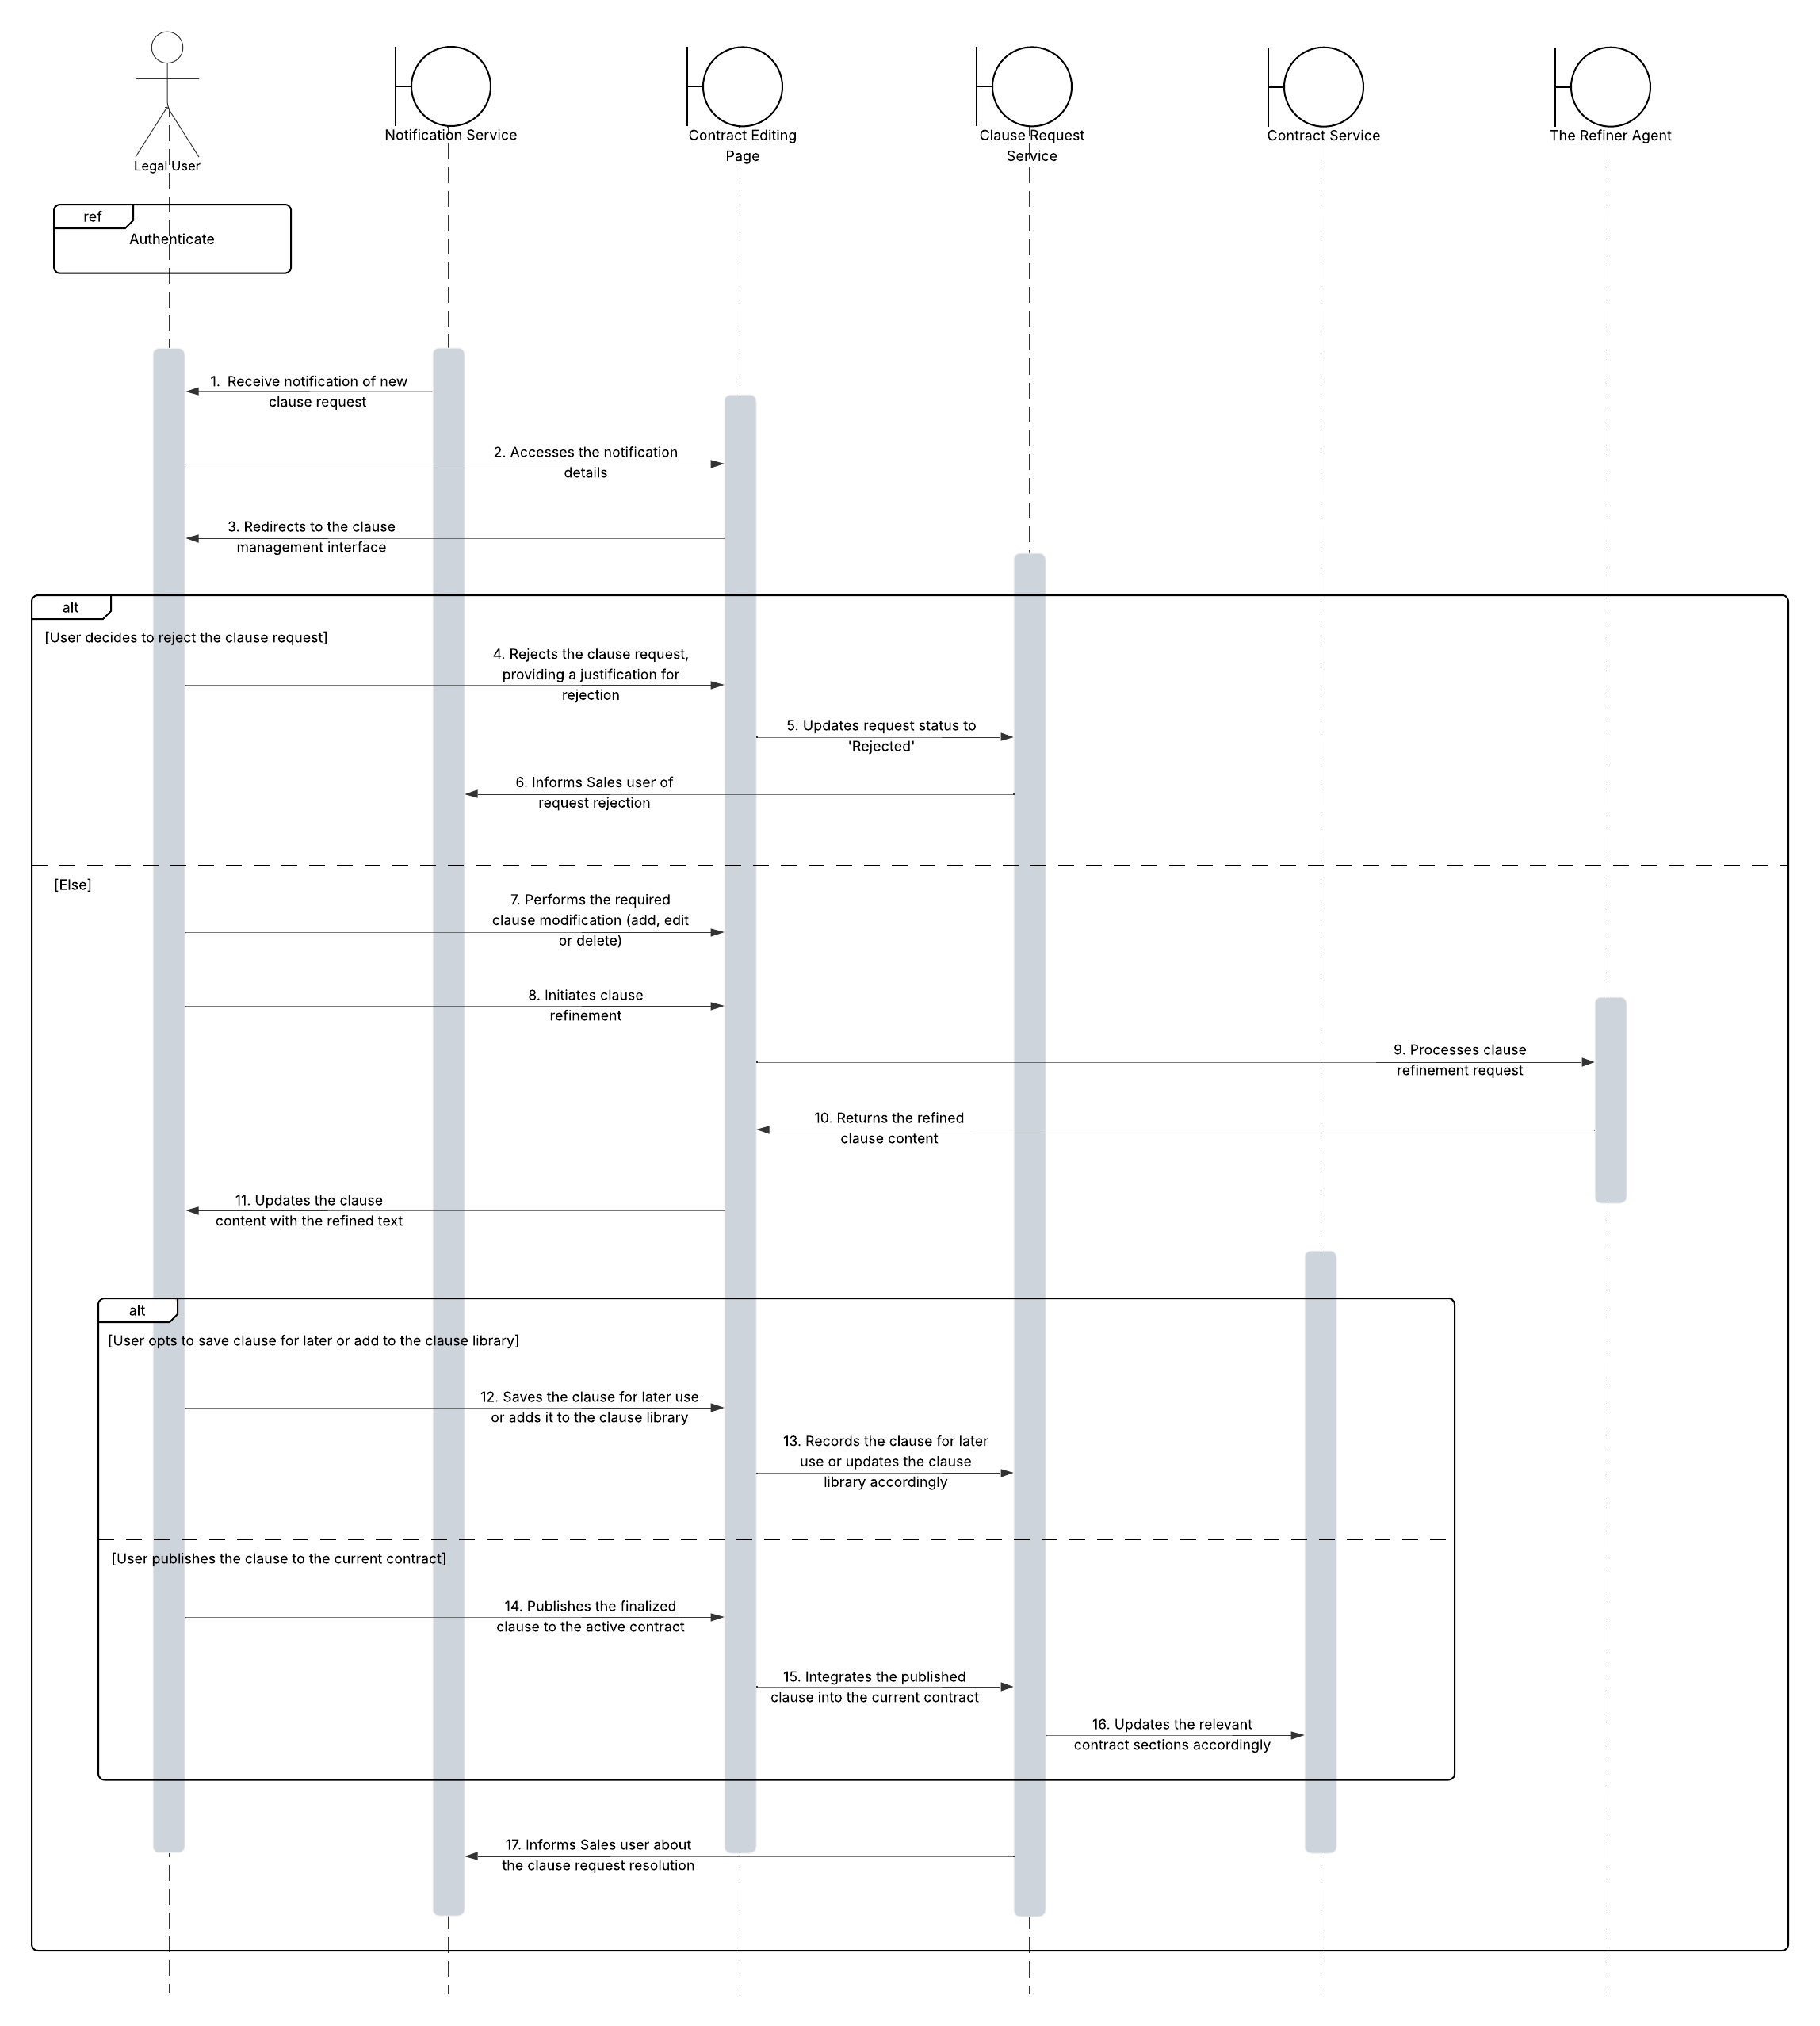 Legal User
Notification Service
Contract Editing
Page
Clause Request
Service
Contract Service
The Refiner Agent
ref
Authenticate
1. Receive notification of new
clause request
2. Accesses the notification
details
3. Redirects to the clause
management interface
alt
[User decides to reject the clause request]
4. Rejects the clause request,
providing a justification for
rejection
5. Updates request status to
'Rejected'
6. Informs Sales user of
request rejection
[Else]
7. Performs the required
clause modification (add, edit
or delete)
8. Initiates clause
refinement
9. Processes clause
refinement request
10. Returns the refined
clause content
11. Updates the clause
content with the refined text
alt
[User opts to save clause for later or add to the clause library]
12. Saves the clause for later use
or adds it to the clause library
13. Records the clause for later
use or updates the clause
library accordingly
[User publishes the clause to the current contract]
14. Publishes the finalized
clause to the active contract
15. Integrates the published
clause into the current contract
16. Updates the relevant
contract sections accordingly
17. Informs Sales user about
the clause request resolution